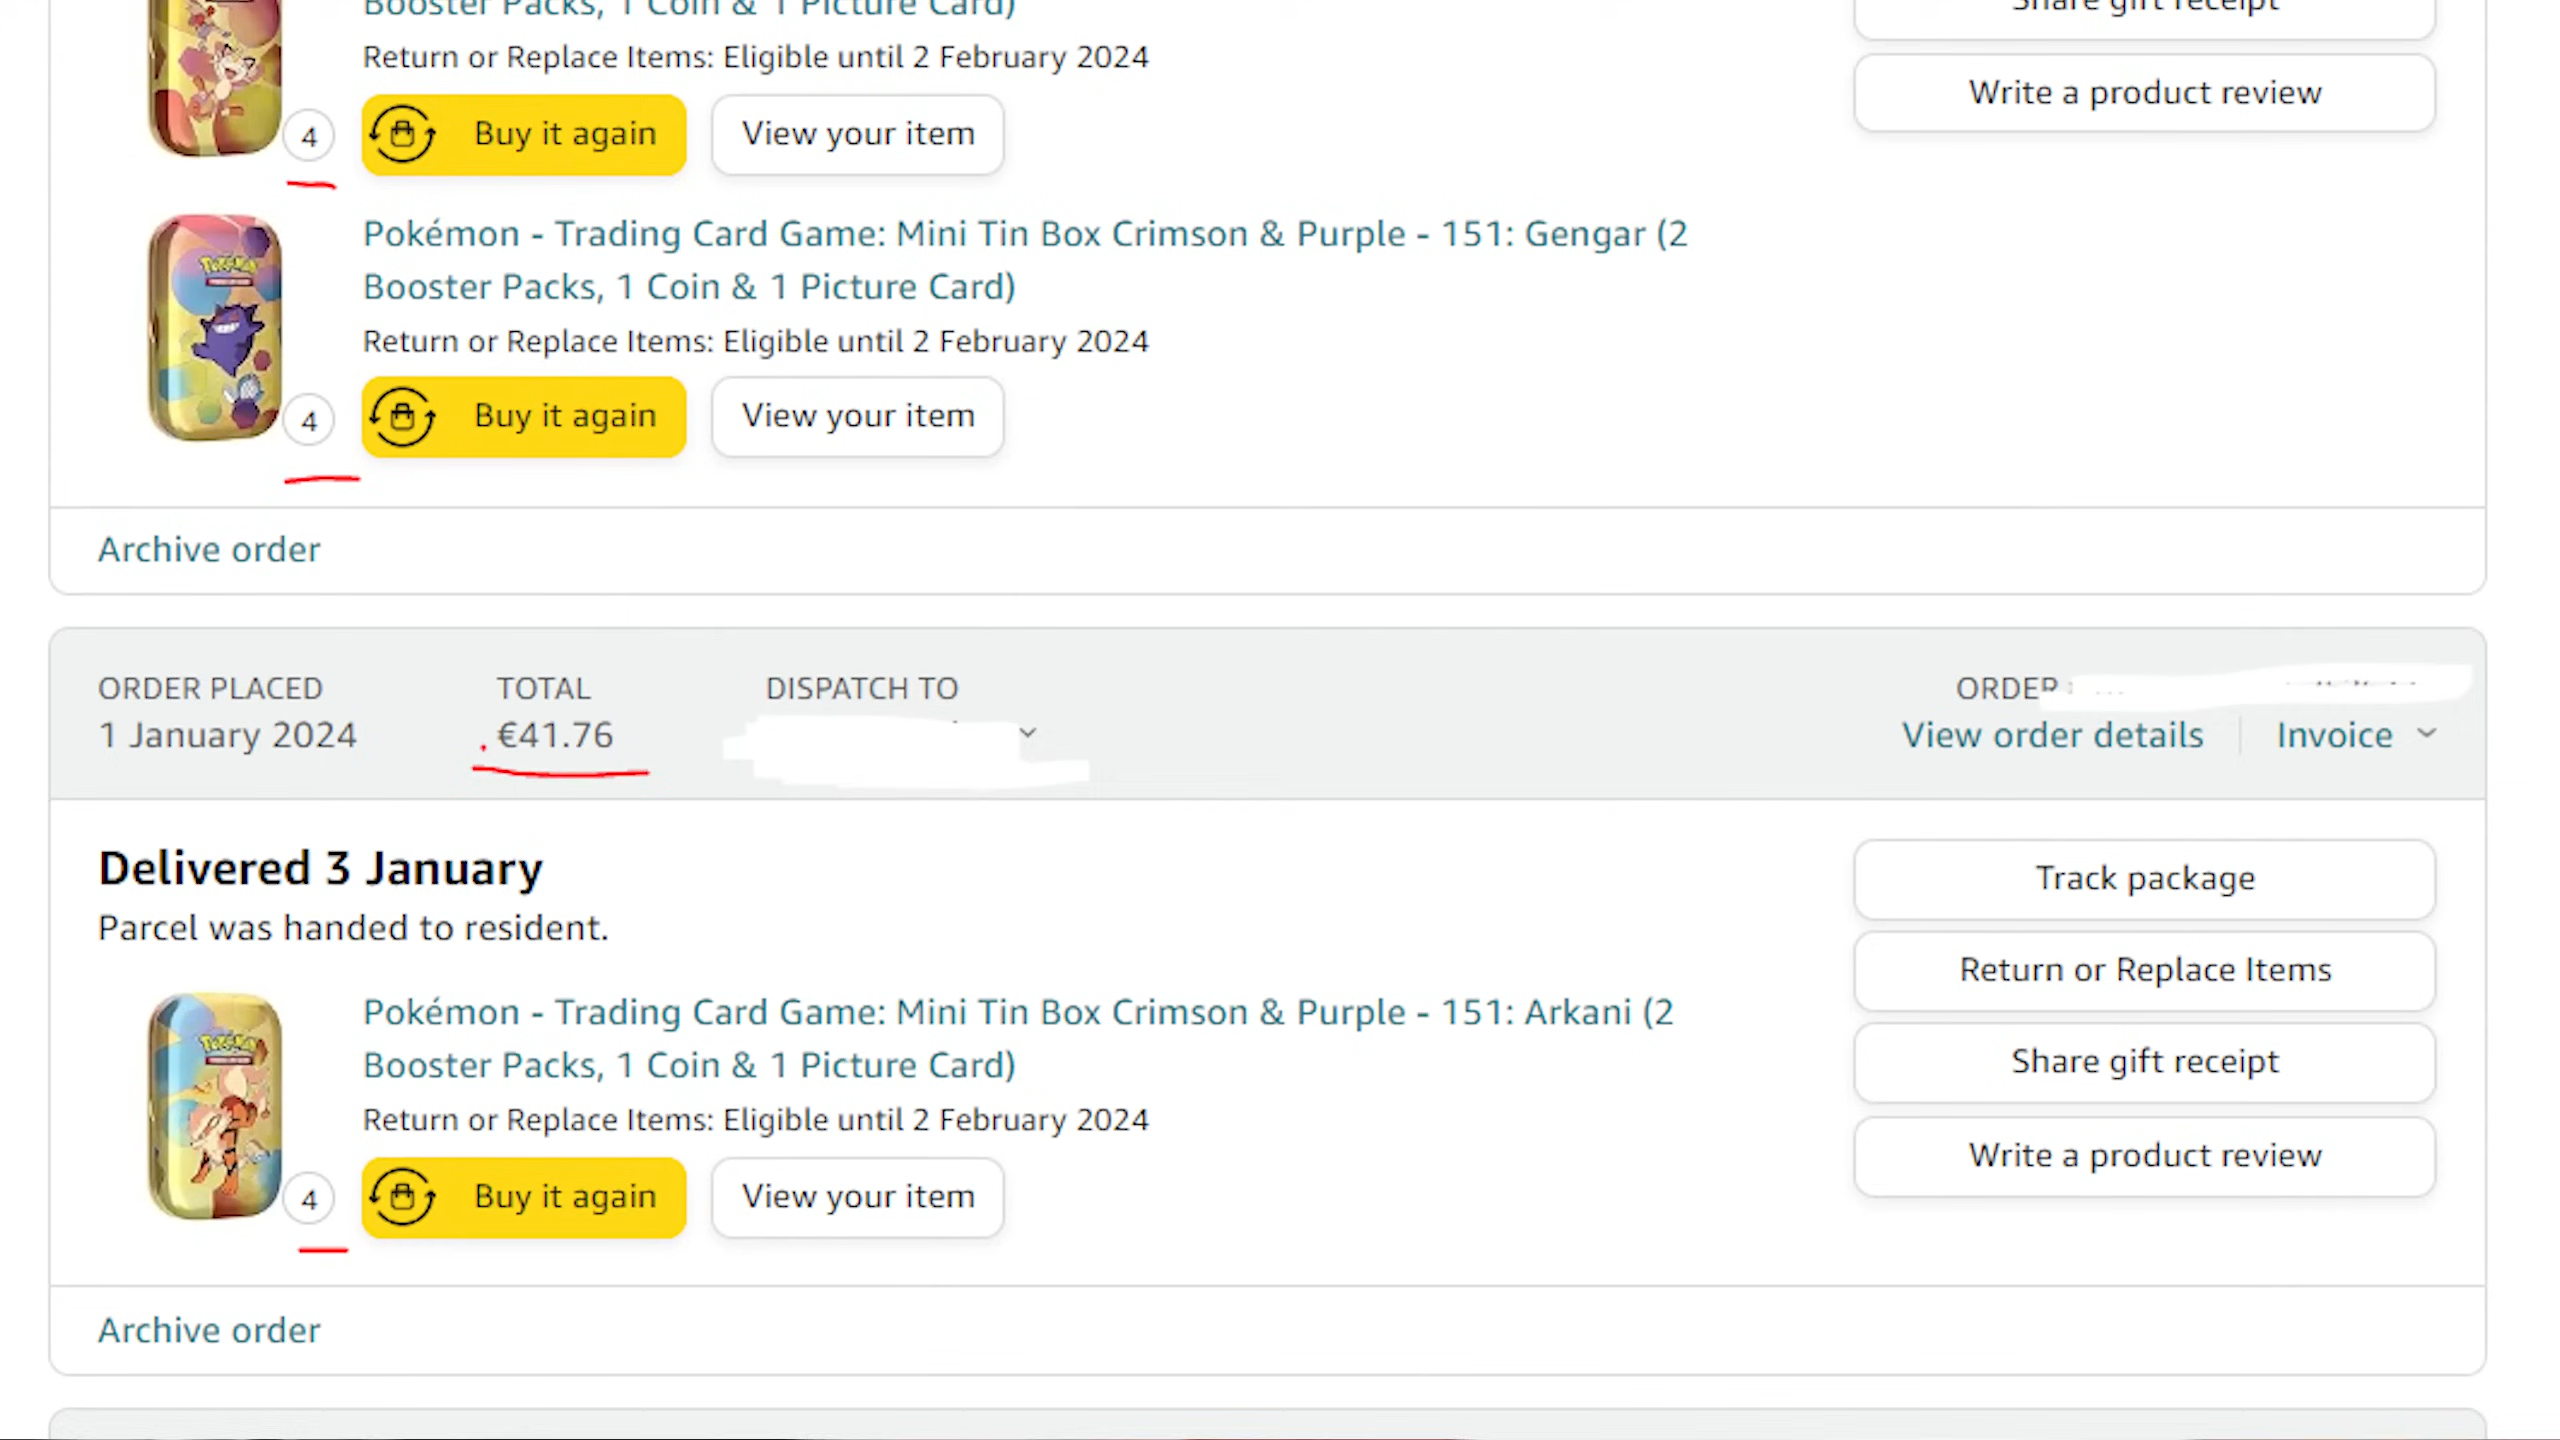 Booster Packs, 1 Coin & 1 Picture Card)
Share gift receipt
Return or Replace Items: Eligible until 2 February 2024
Write a product review
4
Buy it again
View your item
Pokémon - Trading Card Game: Mini Tin Box Crimson & Purple - 151: Gengar (2
Booster Packs, 1 Coin & 1 Picture Card)
Return or Replace Items: Eligible until 2 February 2024
Pokémon
4
Buy it again
View your item
Archive order
ORDER PLACED
TOTAL
DISPATCH TO
ORDER
1 January 2024
€41.76
View order details
Invoice
Delivered 3 January
Parcel was handed to resident.
Track package
Return or Replace Items
Share gift receipt
Write a product review
Pokémon - Trading Card Game: Mini Tin Box Crimson & Purple - 151: Arkani (2
Booster Packs, 1 Coin & 1 Picture Card)
Return or Replace Items: Eligible until 2 February 2024
Pokémon
4
Buy it again
View your item
Archive order